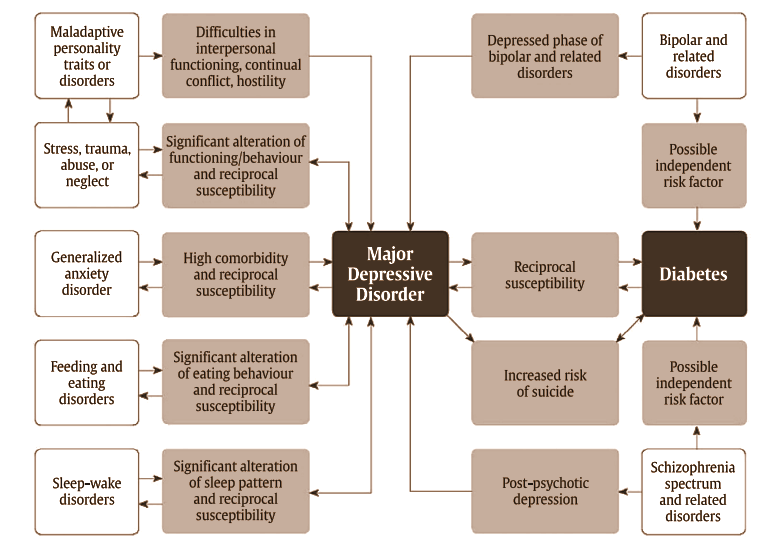 Maladaptive
personality
traits or
disorders
Difficulties in
interpersonal
functioning, continual
conflict, hostility
Depressed phase of
bipolar and related
disorders
Bipolar and
related
disorders
Stress, trauma,
abuse, or
neglect
Significant alteration of
functioning/behaviour
and reciprocal
susceptibility
Possible
independent
risk factor
Generalized
anxiety
disorder
High comorbidity
and reciprocal
susceptibility
Major
Depressive
Disorder
Reciprocal
susceptibility
Diabetes
Feeding and
eating
disorders
Significant alteration
of eating behaviour
and reciprocal
susceptibility
Increased risk
of suicide
Possible
independent
risk factor
Sleep-wake
disorders
Significant alteration
of sleep pattern
and reciprocal
susceptibility
Post-psychotic
depression
Schizophrenia
spectrum
and related
disorders